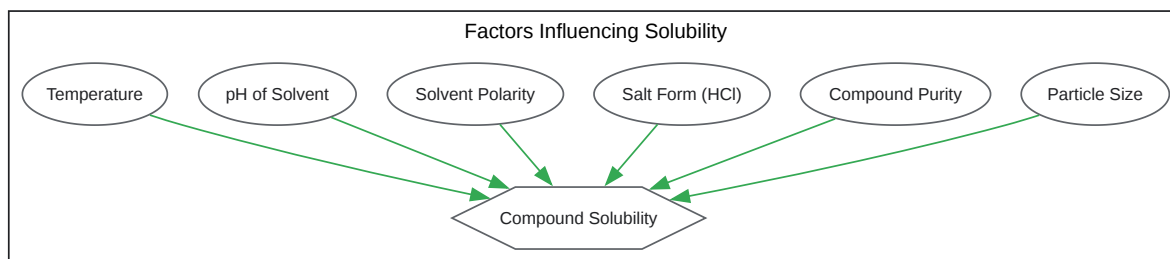 Factors Influencing Solubility
Temperature
pH of Solvent
Solvent Polarity
Salt Form (HCl)
Compound Purity
Particle Size
Compound Solubility